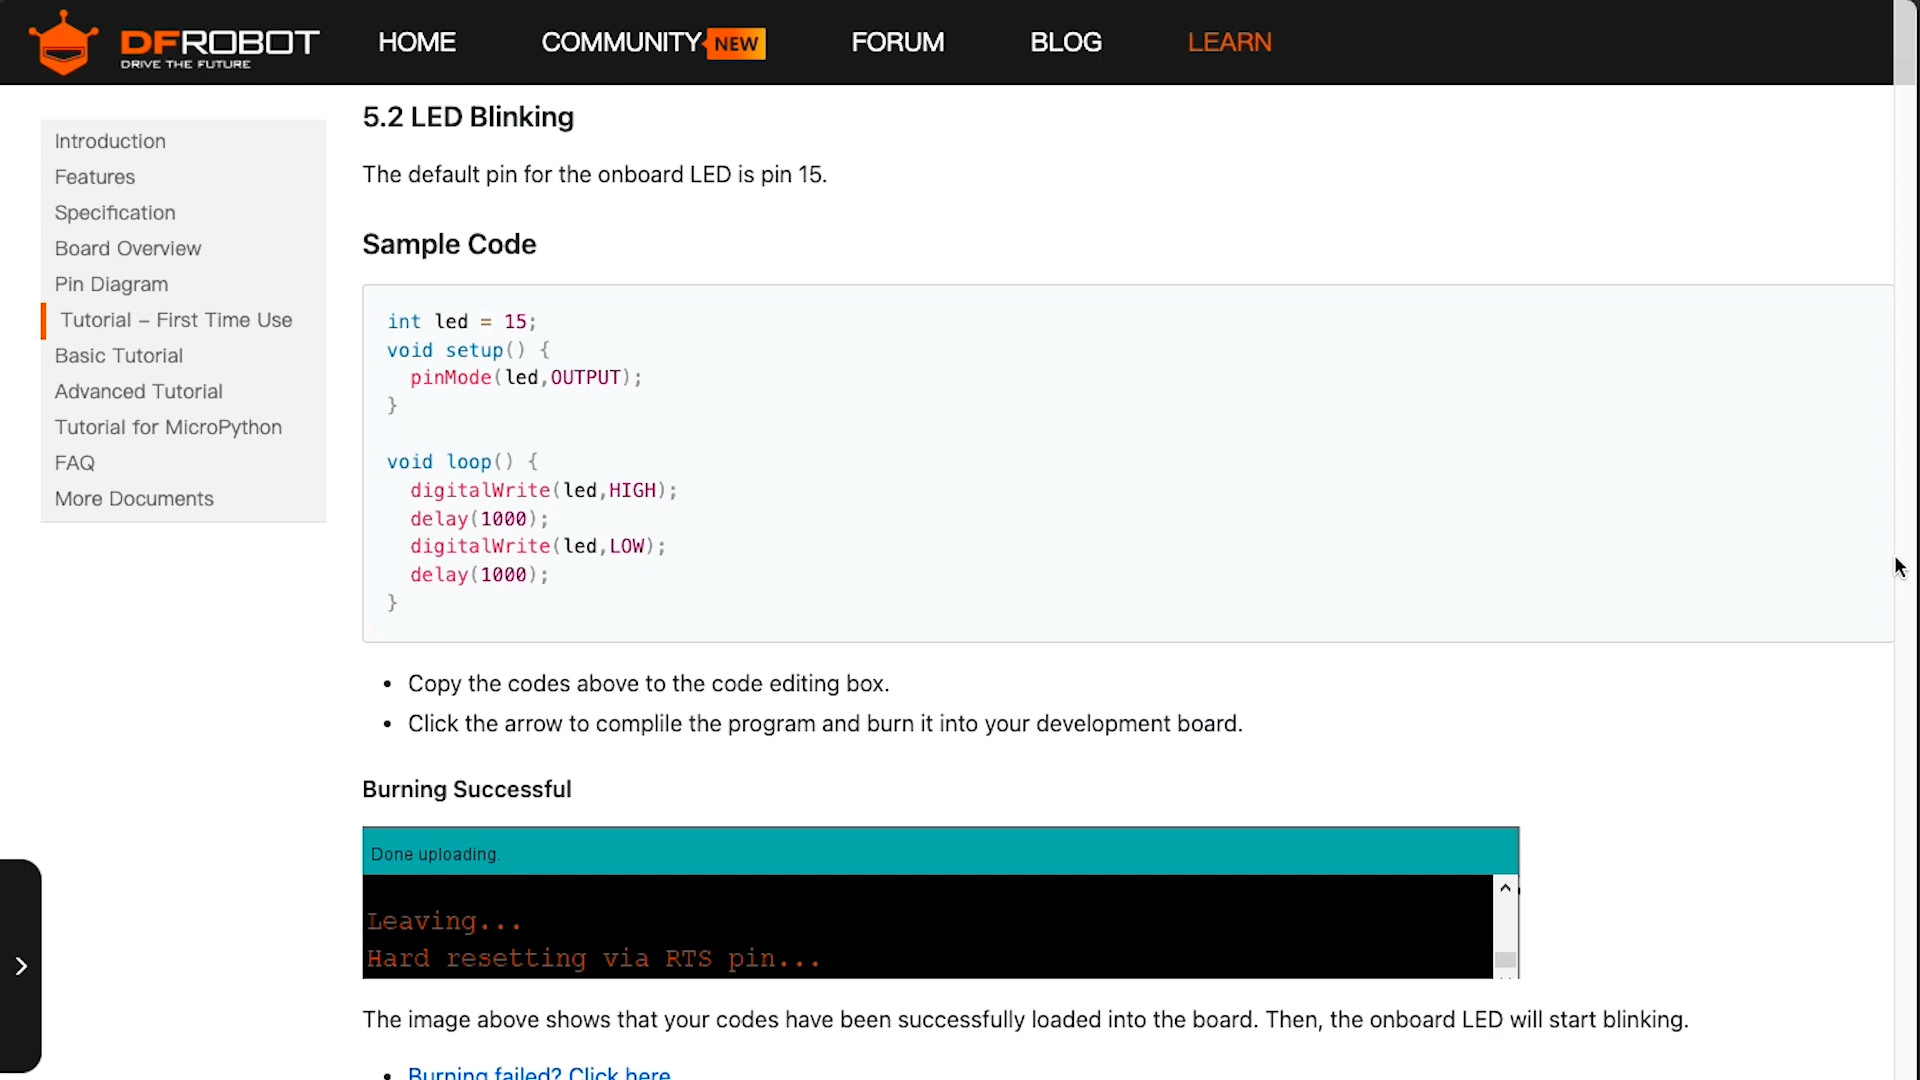 DFROBOT
DRIVE THE FUTURE
HOME
COMMUNITY NEW
FORUM
BLOG
LEARN
Introduction
Features
Specification
Board Overview
Pin Diagram
Tutorial – First Time Use
Basic Tutorial
Advanced Tutorial
Tutorial for MicroPython
FAQ
More Documents
5.2 LED Blinking
The default pin for the onboard LED is pin 15.
Sample Code
int led = 15;
void setup() {
  pinMode(led,OUTPUT);
}
void loop() {
  digitalWrite(led,HIGH);
  delay(1000);
  digitalWrite(led,LOW);
  delay(1000);
}
• Copy the codes above to the code editing box.
• Click the arrow to complile the program and burn it into your development board.
Burning Successful
Done uploading.
Leaving...
Hard resetting via RTS pin...
The image above shows that your codes have been successfully loaded into the board. Then, the onboard LED will start blinking.
• Burning failed? Click here